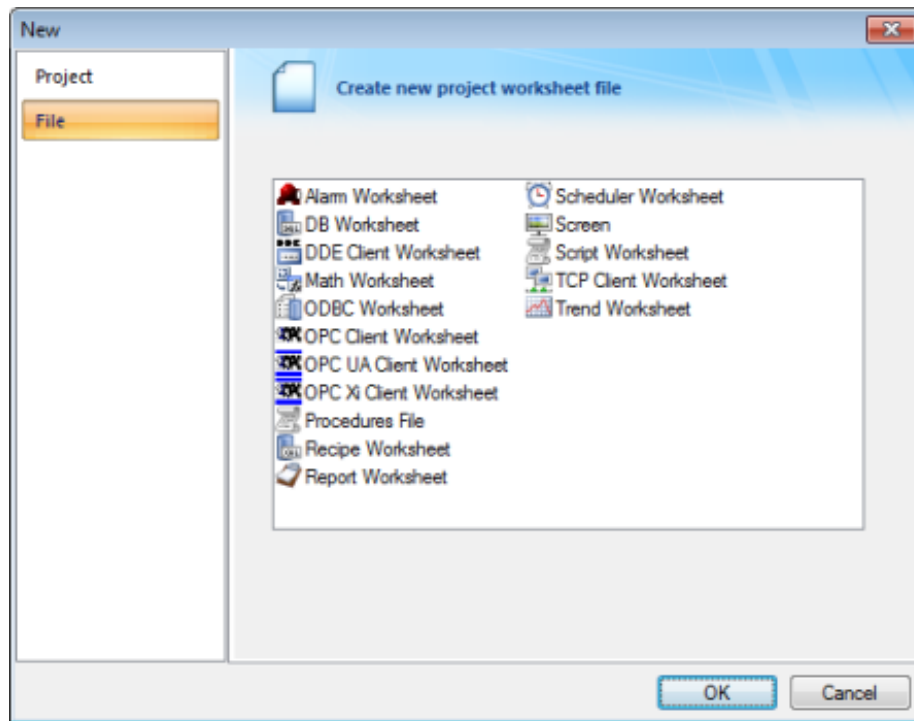 New
Project
File
Create new project worksheet file
Alarm Worksheet
DB Worksheet
DDE Client Worksheet
Math Worksheet
ODBC Worksheet
OPC Client Worksheet
OPC UA Client Worksheet
OPC Xi Client Worksheet
Procedures File
Recipe Worksheet
Report Worksheet
Scheduler Worksheet
Screen
Script Worksheet
TCP Client Worksheet
Trend Worksheet
OK
Cancel